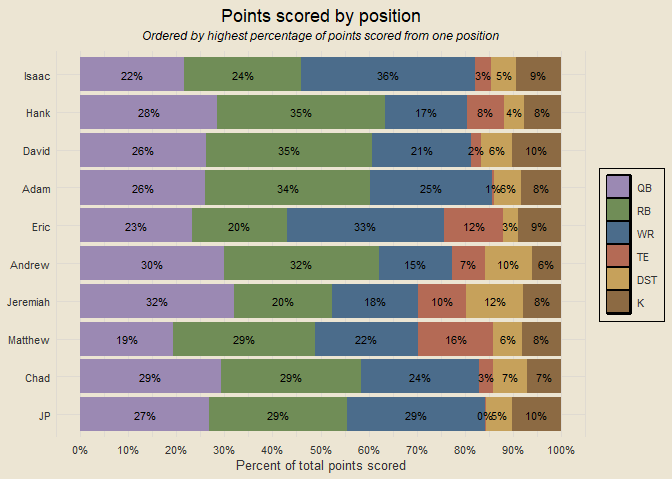 Points scored by position
Ordered by highest percentage of points scored from one position
Isaac 22% 24% 36% 3% 5% 9%
Hank 28% 35% 17% 8% 4% 8%
David 26% 35% 21% 2% 6% 10%
Adam 26% 34% 25% 1% 6% 8%
Eric 23% 20% 33% 12% 3% 9%
Andrew 30% 32% 15% 7% 10% 6%
Jeremiah 32% 20% 18% 10% 12% 8%
Matthew 19% 29% 22% 16% 6% 8%
Chad 29% 29% 24% 3% 7% 7%
JP 27% 29% 29% 0% 5% 10%
0% 10% 20% 30% 40% 50% 60% 70% 80% 90% 100%
Percent of total points scored
QB
RB
WR
TE
DST
K